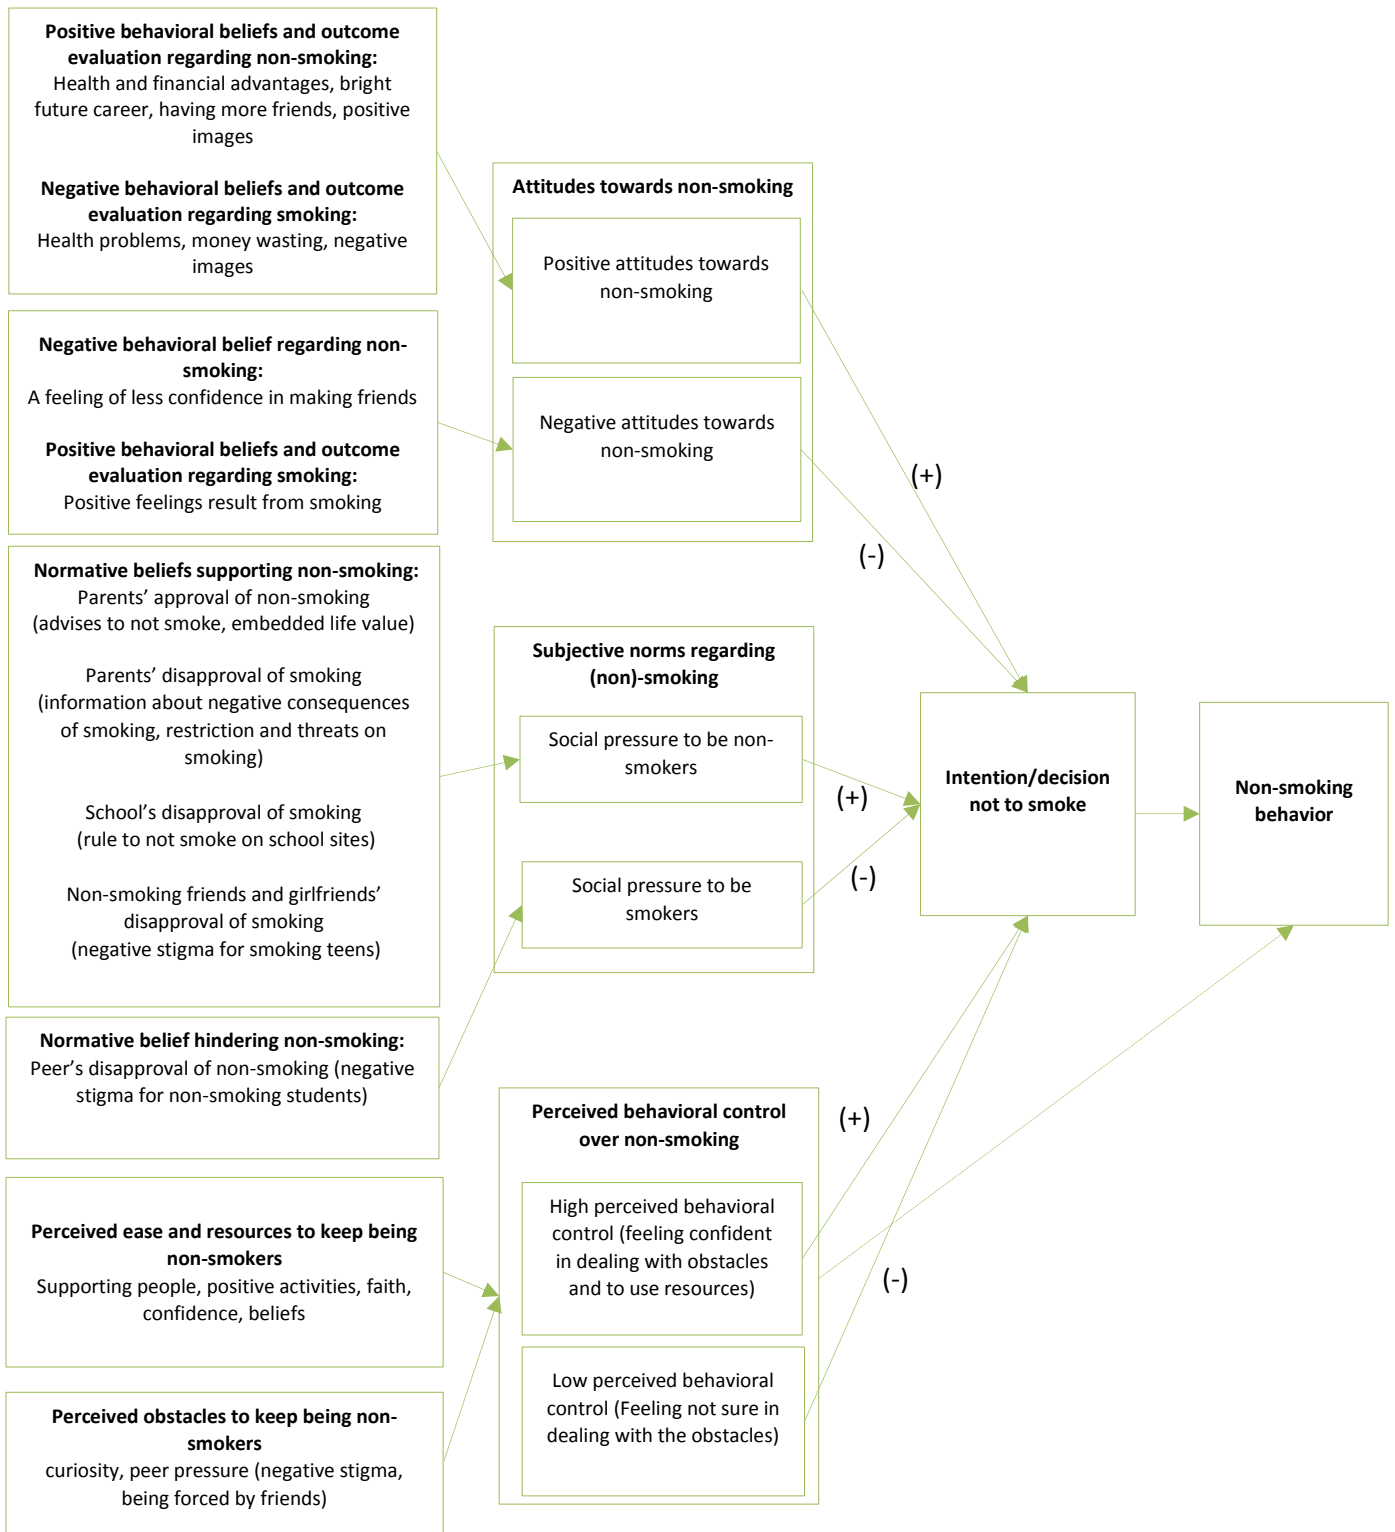 Positive behavioral beliefs and outcome
evaluation regarding non-smoking:
Health and financial advantages, bright
future career, having more friends, positive
images
Negative behavioral beliefs and outcome
evaluation regarding smoking:
Health problems, money wasting, negative
images
Negative behavioral belief regarding non-
smoking:
A feeling of less confidence in making friends
Positive behavioral beliefs and outcome
evaluation regarding smoking:
Positive feelings result from smoking
Normative beliefs supporting non-smoking:
Parents’ approval of non-smoking
(advises to not smoke, embedded life value)
Parents’ disapproval of smoking
(information about negative consequences
of smoking, restriction and threats on
smoking)
School’s disapproval of smoking
(rule to not smoke on school sites)
Non-smoking friends and girlfriends’
disapproval of smoking
(negative stigma for smoking teens)
Normative belief hindering non-smoking:
Peer’s disapproval of non-smoking (negative
stigma for non-smoking students)
Perceived ease and resources to keep being
non-smokers
Supporting people, positive activities, faith,
confidence, beliefs
Perceived obstacles to keep being non-
smokers
curiosity, peer pressure (negative stigma,
being forced by friends)
Attitudes towards non-smoking
Positive attitudes towards
non-smoking
Negative attitudes towards
non-smoking
Subjective norms regarding
(non)-smoking
Social pressure to be non-
smokers
Social pressure to be
smokers
Perceived behavioral control
over non-smoking
High perceived behavioral
control (feeling confident
in dealing with obstacles
and to use resources)
Low perceived behavioral
control (Feeling not sure in
dealing with the obstacles)
(+)
(-)
(+)
(-)
(+)
(-)
Intention/decision
not to smoke
Non-smoking
behavior